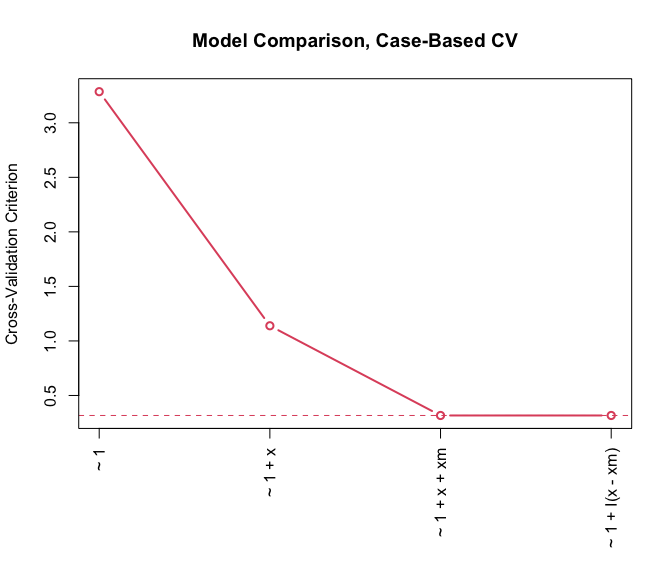 Model Comparison, Case-Based CV
Cross-Validation Criterion
3.0
2.5
2.0
1.5
1.0
0.5
~ 1
~ 1 + x
~ 1 + x + xm
~ 1 + I(x - xm)